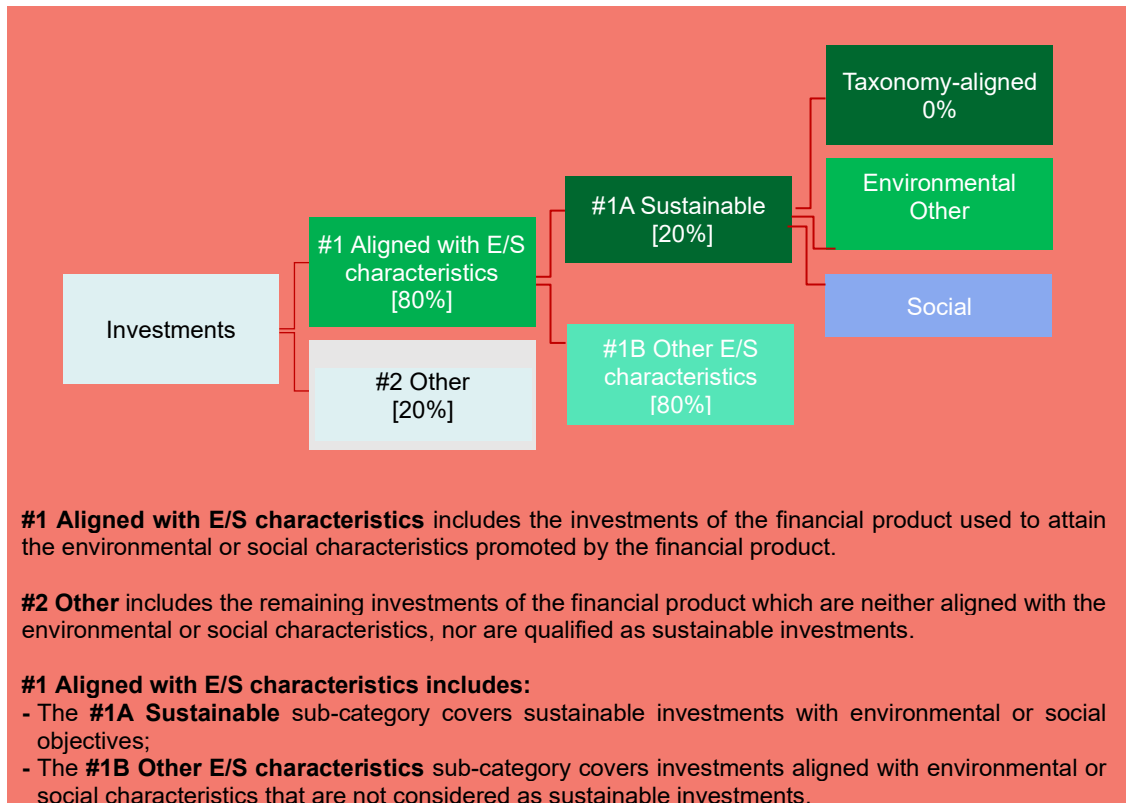 Taxonomy-aligned
0%
Environmental
Other
#1A Sustainable
[20%]
#1 Aligned with E/S
characteristics
[80%]
Social
Investments
#1B Other E/S
characteristics
[80%]
#2 Other
[20%]
#1 Aligned with E/S characteristics includes the investments of the financial product used to attain
the environmental or social characteristics promoted by the financial product.
#2 Other includes the remaining investments of the financial product which are neither aligned with the
environmental or social characteristics, nor are qualified as sustainable investments.
#1 Aligned with E/S characteristics includes:
- The #1A Sustainable sub-category covers sustainable investments with environmental or social
objectives;
- The #1B Other E/S characteristics sub-category covers investments aligned with environmental or
social characteristics that are not considered as sustainable investments.